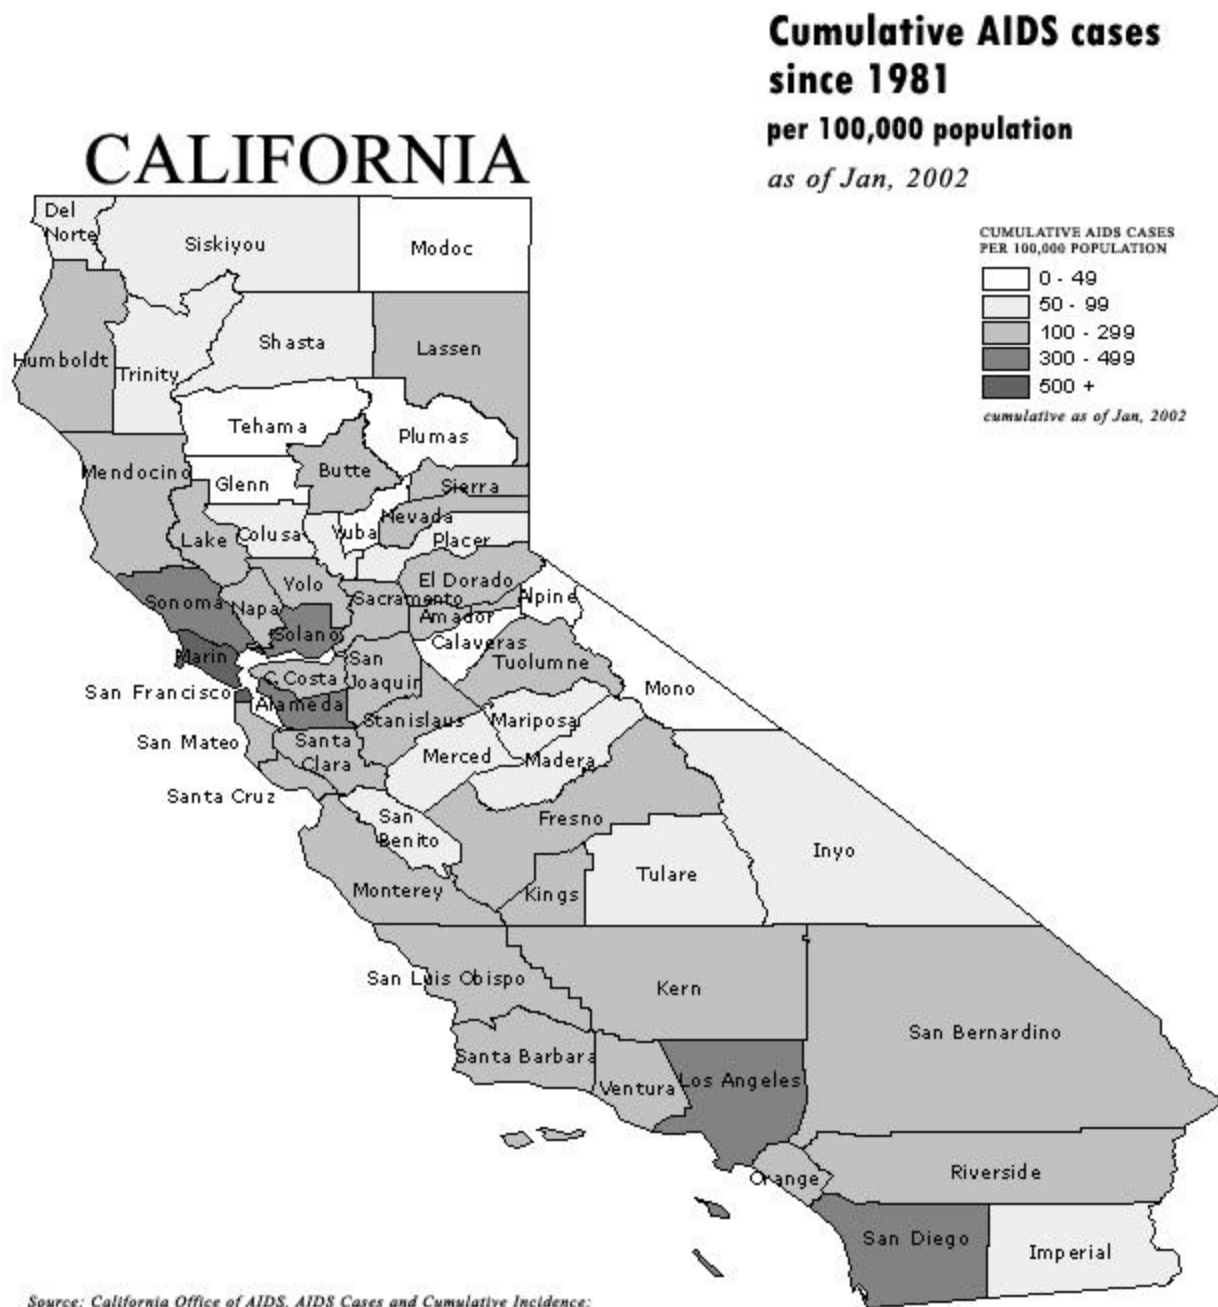 Cumulative AIDS cases
since 1981
per 100,000 population
as of Jan, 2002
CALIFORNIA
CUMULATIVE AIDS CASES
PER 100,000 POPULATION
0 - 49
50 - 99
100 - 299
300 - 499
500 +
cumulative as of Jan, 2002
Del
Norte
Siskiyou
Modoc
Humboldt
Trinity
Shasta
Lassen
Tehama
Plumas
Mendocino
Glenn
Butte
Sierra
Lake
Colusa
Yuba
Nevada
Placer
Sonoma
Napa
Yolo
Sacramento
El Dorado
Alpine
Solano
Amador
Marin
Calaveras
C. Costa
San
Joaquin
Tuolumne
San Francisco
Alameda
Mono
Stanislaus
Mariposa
San Mateo
Santa
Clara
Merced
Madera
Santa Cruz
San
Benito
Fresno
Inyo
Monterey
Kings
Tulare
San Luis Obispo
Kern
San Bernardino
Santa Barbara
Ventura
Los Angeles
Orange
Riverside
San Diego
Imperial
Source: California Office of AIDS, AIDS Cases and Cumulative Incidence: